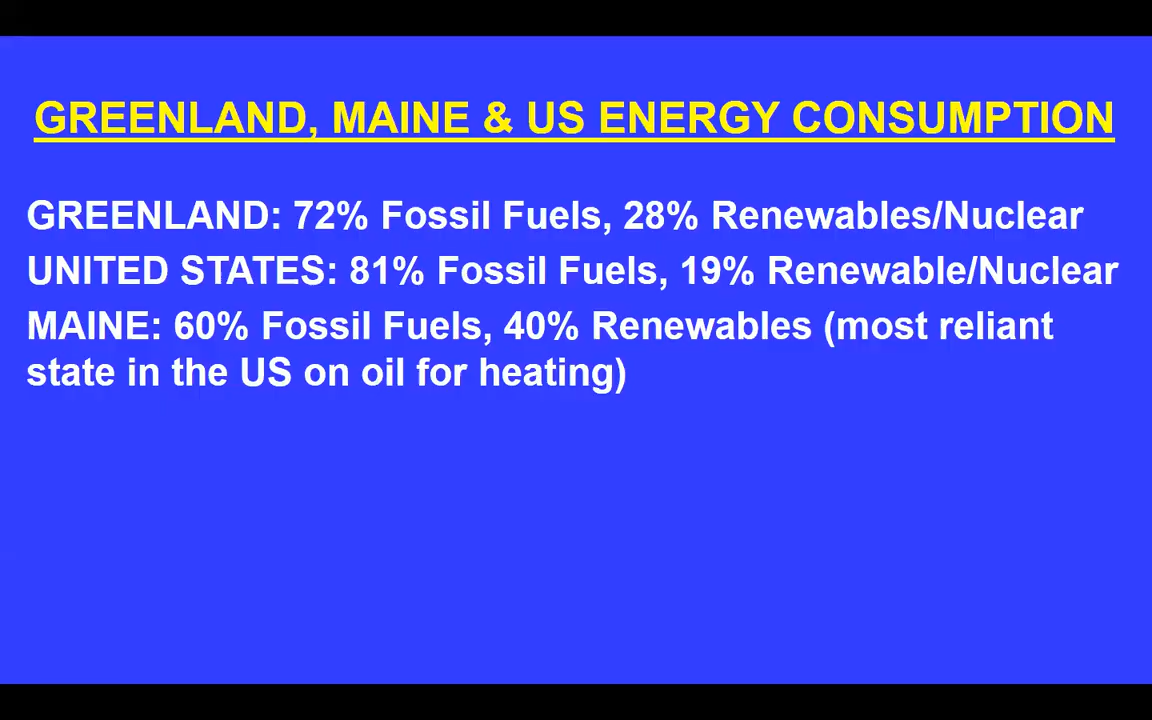 GREENLAND, MAINE & US ENERGY CONSUMPTION
GREENLAND: 72% Fossil Fuels, 28% Renewables/Nuclear
UNITED STATES: 81% Fossil Fuels, 19% Renewable/Nuclear
MAINE: 60% Fossil Fuels, 40% Renewables (most reliant
state in the US on oil for heating)